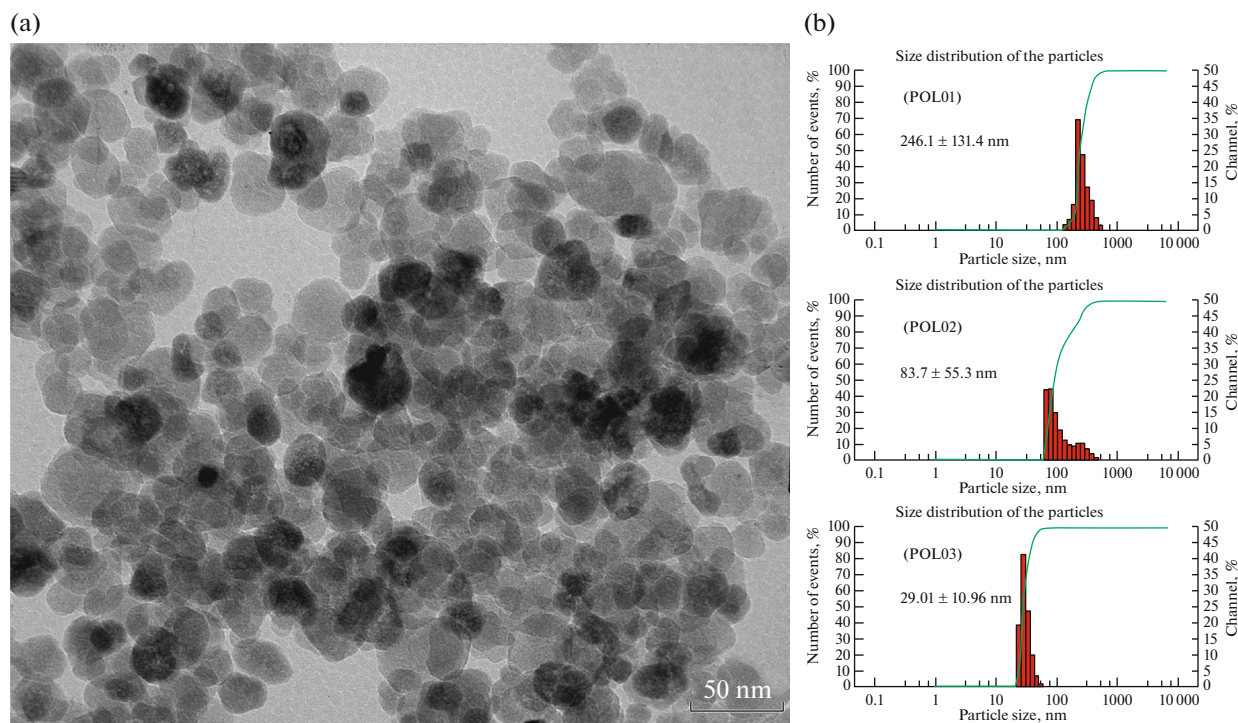 (a)
50 nm
(b)
Size distribution of the particles
Number of events, %
100
90
80
70
60
50
40
30
20
10
0
(POL01)
246.1 ± 131.4 nm
50
45
40
35
30
25
20
15
10
5
0
Channel, %
0.1 1 10 100 1000 10 000
Particle size, nm
Size distribution of the particles
Number of events, %
100
90
80
70
60
50
40
30
20
10
0
(POL02)
83.7 ± 55.3 nm
50
45
40
35
30
25
20
15
10
5
0
Channel, %
0.1 1 10 100 1000 10 000
Particle size, nm
Size distribution of the particles
Number of events, %
100
90
80
70
60
50
40
30
20
10
0
(POL03)
29.01 ± 10.96 nm
50
45
40
35
30
25
20
15
10
5
0
Channel, %
0.1 1 10 100 1000 10 000
Particle size, nm